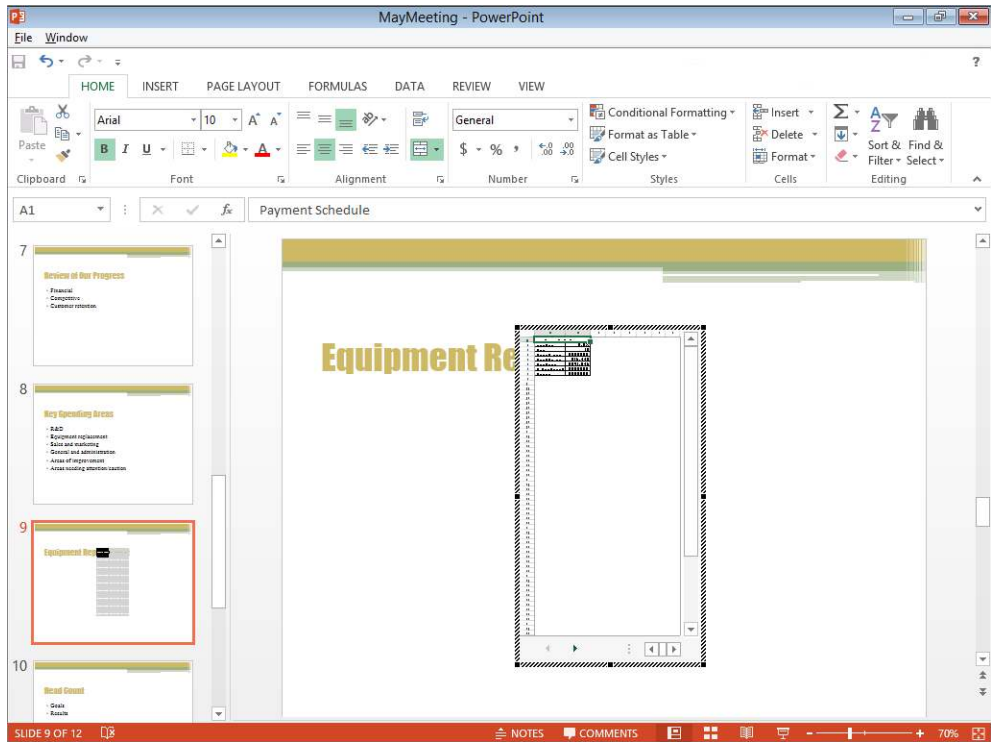 MayMeeting - PowerPoint
File Window
HOME INSERT PAGE LAYOUT FORMULAS DATA REVIEW VIEW
Arial 10 General
Conditional Formatting
Format as Table
Cell Styles
Insert
Delete
Format
Paste
B I U
$ %
Sort & Filter
Find & Select
Clipboard Font Alignment Number Styles Cells Editing
A1 fx Payment Schedule
7
Review of Our Progress
- Financial
- Competitive
- Customer retention
8
Key Spending Areas
- R&D
- Equipment replacement
- Sales and marketing
- General and administration
- Areas of improvement
- Areas needing attention/caution
9
Equipment Rep
10
Head Count
- Goals
- Results
Equipment Re
SLIDE 9 OF 12 NOTES COMMENTS 70%